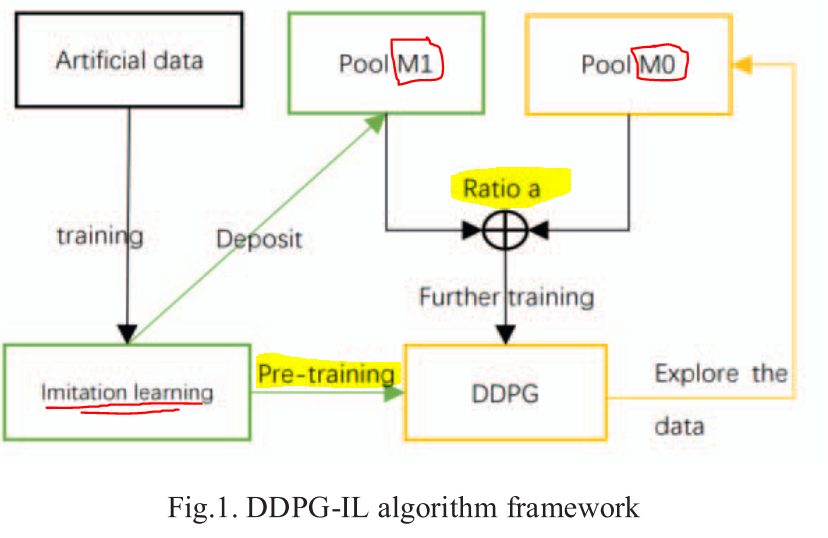 Artificial data
Pool M1
Pool M0
Ratio a
training
Deposit
Further training
Imitation learning
Pre-training
DDPG
Explore the
data
Fig.1. DDPG-IL algorithm framework